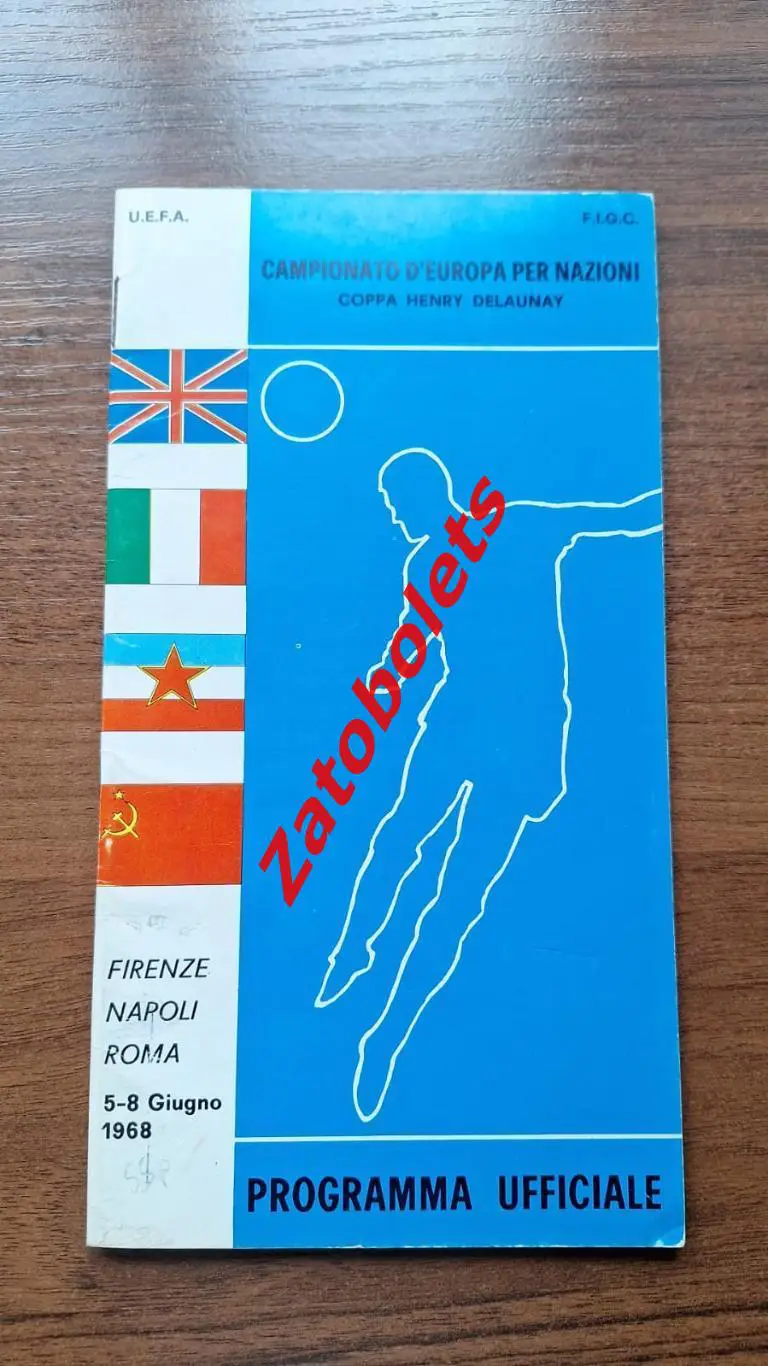 U.E.F.A.
F.I.G.C.
CAMPIONATO D'EUROPA PER NAZIONI
COPPA HENRY DELAUNAY
Zatobolets
FIRENZE
NAPOLI
ROMA
5-8 Giugno
1968
PROGRAMMA UFFICIALE